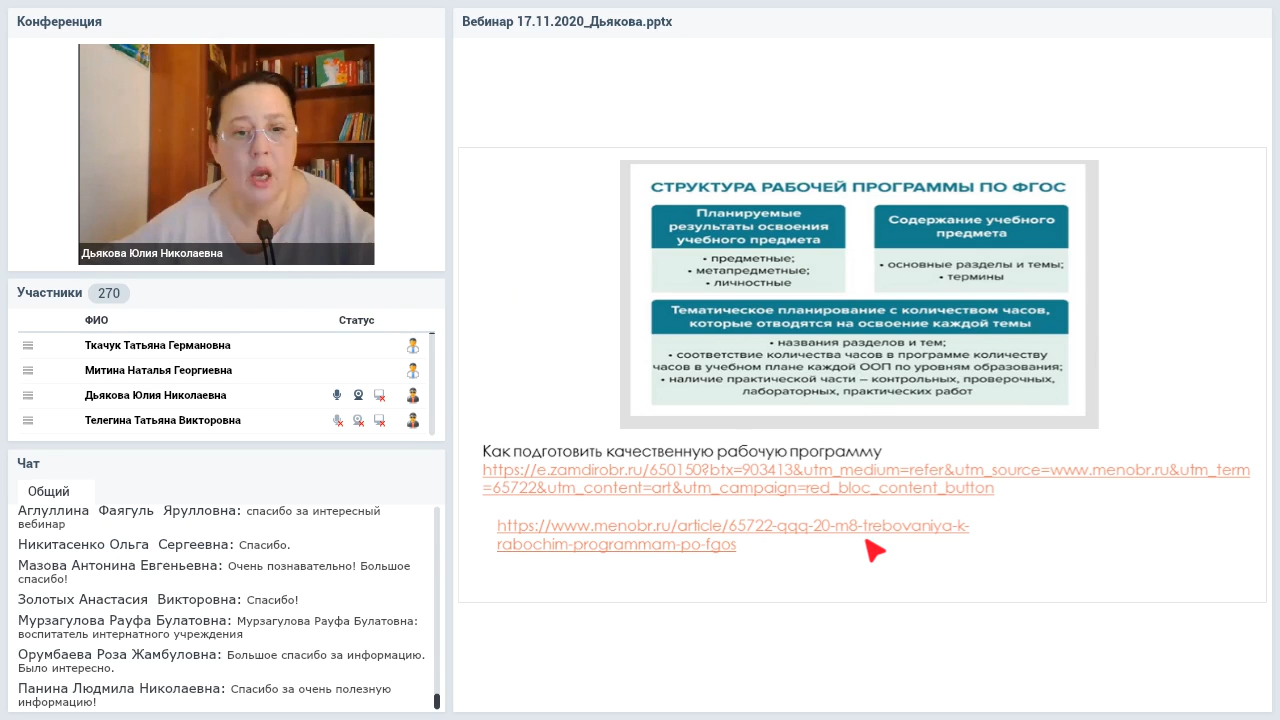 Конференция
Дьякова Юлия Николаевна
Участники 270
ФИО Статус
Ткачук Татьяна Германовна
Митина Наталья Георгиевна
Дьякова Юлия Николаевна
Телегина Татьяна Викторовна
Чат
Общий
Аглуллина Фаягуль Ярулловна: спасибо за интересный
вебинар
Никитасенко Ольга Сергеевна: Спасибо.
Мазова Антонина Евгеньевна: Очень познавательно! Большое
спасибо!
Золотых Анастасия Викторовна: Спасибо!
Мурзагулова Рауфа Булатовна: Мурзагулова Рауфа Булатовна:
воспитатель интернатного учреждения
Орумбаева Роза Жамбуловна: Большое спасибо за информацию.
Было интересно.
Панина Людмила Николаевна: Спасибо за очень полезную
информацию!
Вебинар 17.11.2020_Дьякова.pptx
СТРУКТУРА РАБОЧЕЙ ПРОГРАММЫ ПО ФГОС
Планируемые
результаты освоения
учебного предмета
• предметные;
• метапредметные;
• личностные
Содержание учебного
предмета
• основные разделы и темы;
• термины
Тематическое планирование с количеством часов,
которые отводятся на освоение каждой темы
• названия разделов и тем;
• соответствие количества часов в программе количеству
часов в учебном плане каждой ООП по уровням образования;
• наличие практической части – контрольных, проверочных,
лабораторных, практических работ
Как подготовить качественную рабочую программу
https://e.zamdirobr.ru/650150?btx=903413&utm_medium=refer&utm_source=www.menobr.ru&utm_term
=65722&utm_content=art&utm_campaign=red_bloc_content_button
https://www.menobr.ru/article/65722-qqq-20-m8-trebovaniya-k-
rabochim-programmam-po-fgos